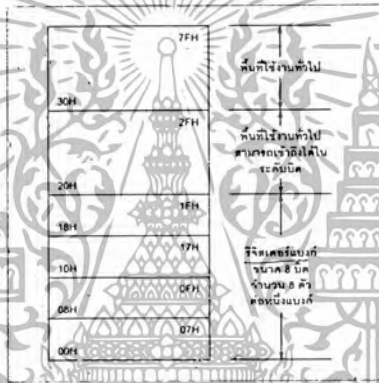 7FH
พื้นที่ใช้งานทั่วไป
30H
2FH
พื้นที่ใช้งานทั่วไป
สามารถเข้าถึงได้ใน
ระดับบิต
20H
1FH
18H
17H
10H
รีจิสเตอร์แบงก์
ขนาด 8 บิต
จำนวน 8 ตัว
ต่อหนึ่งแบงก์
0FH
08H
07H
00H